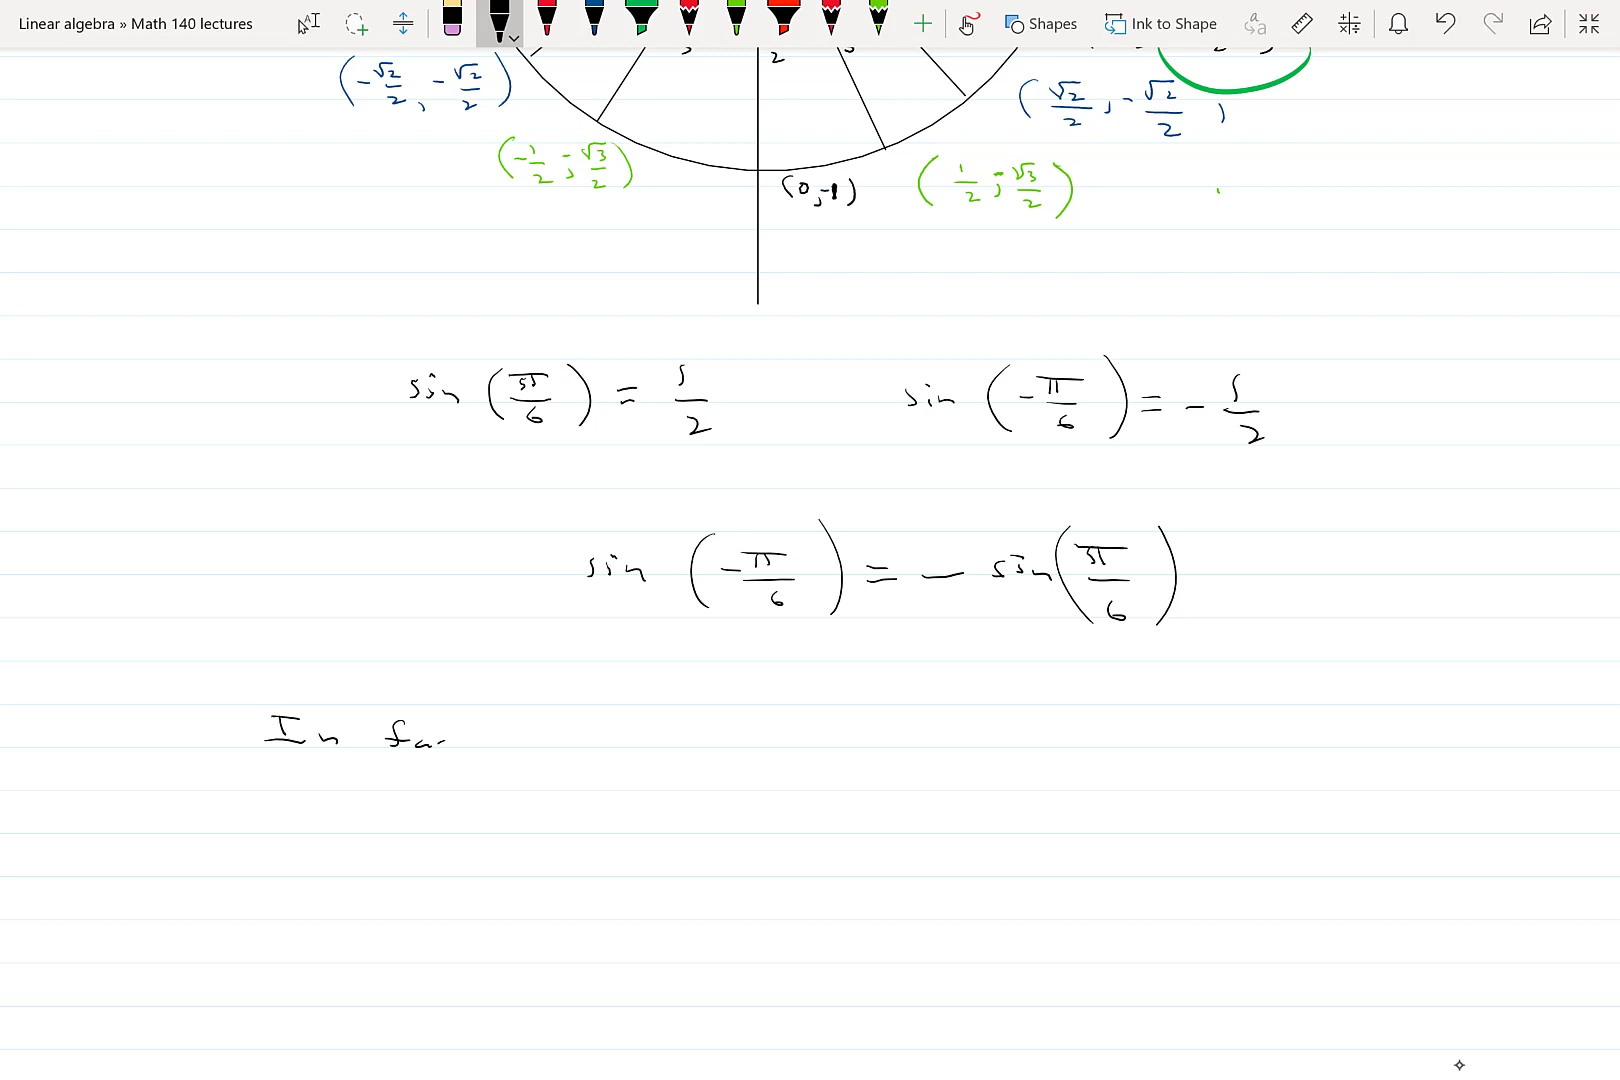 Linear algebra » Math 140 lectures
Shapes
Ink to Shape
(-√2/2, -√2/2)
(√2/2, -√2/2)
(-1/2, -√3/2)
(0, -1)
(1/2, -√3/2)
sin (π/6) = 1/2
sin (-π/6) = - 1/2
sin (-π/6) = - sin (π/6)
In fa